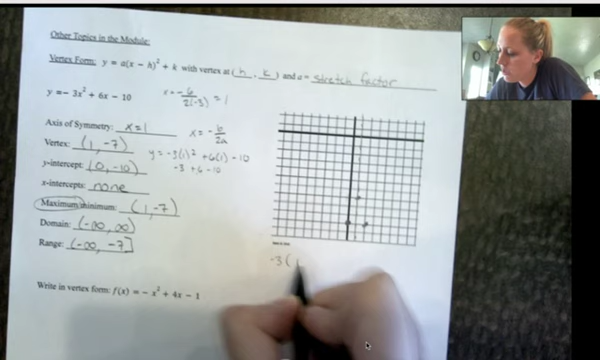 Other Topics in the Module:
Vertex Form: y = a(x − h)² + k with vertex at (h, k) and a = stretch factor
y = − 3x² + 6x − 10
x = -6/2(-3) = 1
Axis of Symmetry: x=1
x = -b/2a
Vertex: (1, -7)
y = -3(1)² + 6(1) - 10
y-intercept: (0, -10)
-3 + 6 - 10
x-intercepts: none
Maximum/minimum: (1, -7)
Domain: (-∞, ∞)
Range: (-∞, -7]
-3(
Write in vertex form: f(x) = − x² + 4x − 1